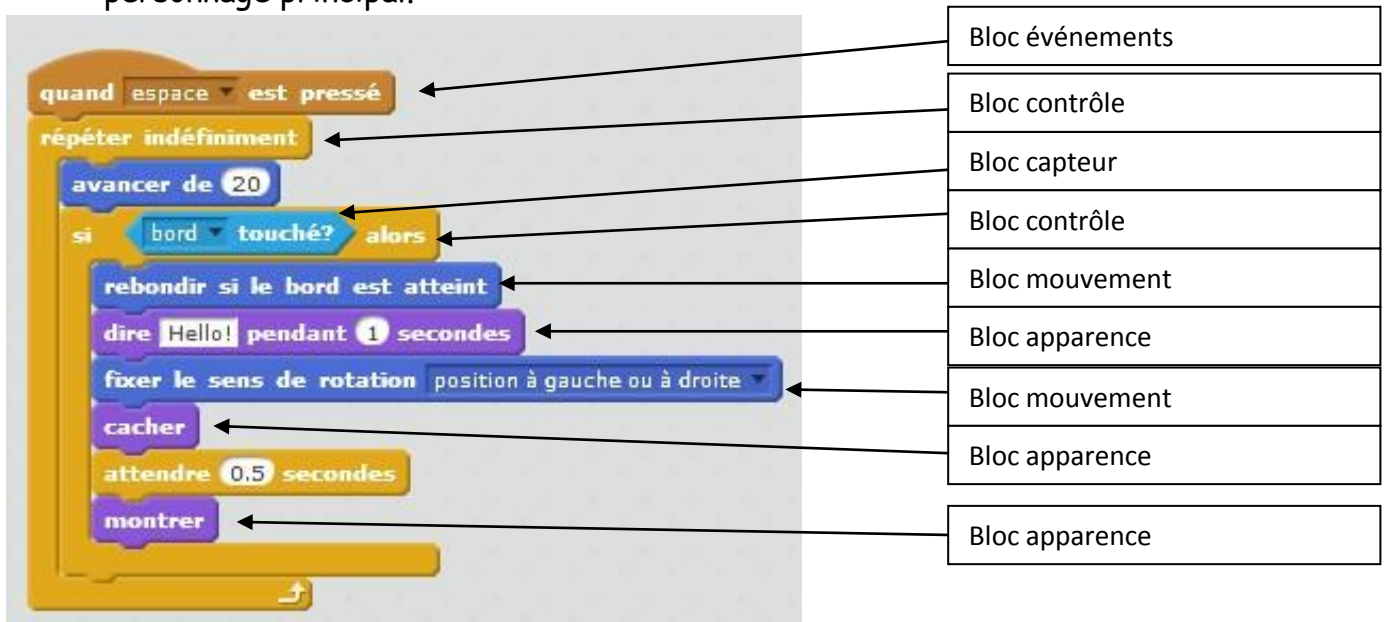 personnage principal.
quand espace est pressé
répéter indéfiniment
avancer de 20
si bord touché? alors
rebondir si le bord est atteint
dire Hello! pendant 1 secondes
fixer le sens de rotation position à gauche ou à droite
cacher
attendre 0.5 secondes
montrer
Bloc événements
Bloc contrôle
Bloc capteur
Bloc contrôle
Bloc mouvement
Bloc apparence
Bloc mouvement
Bloc apparence
Bloc apparence